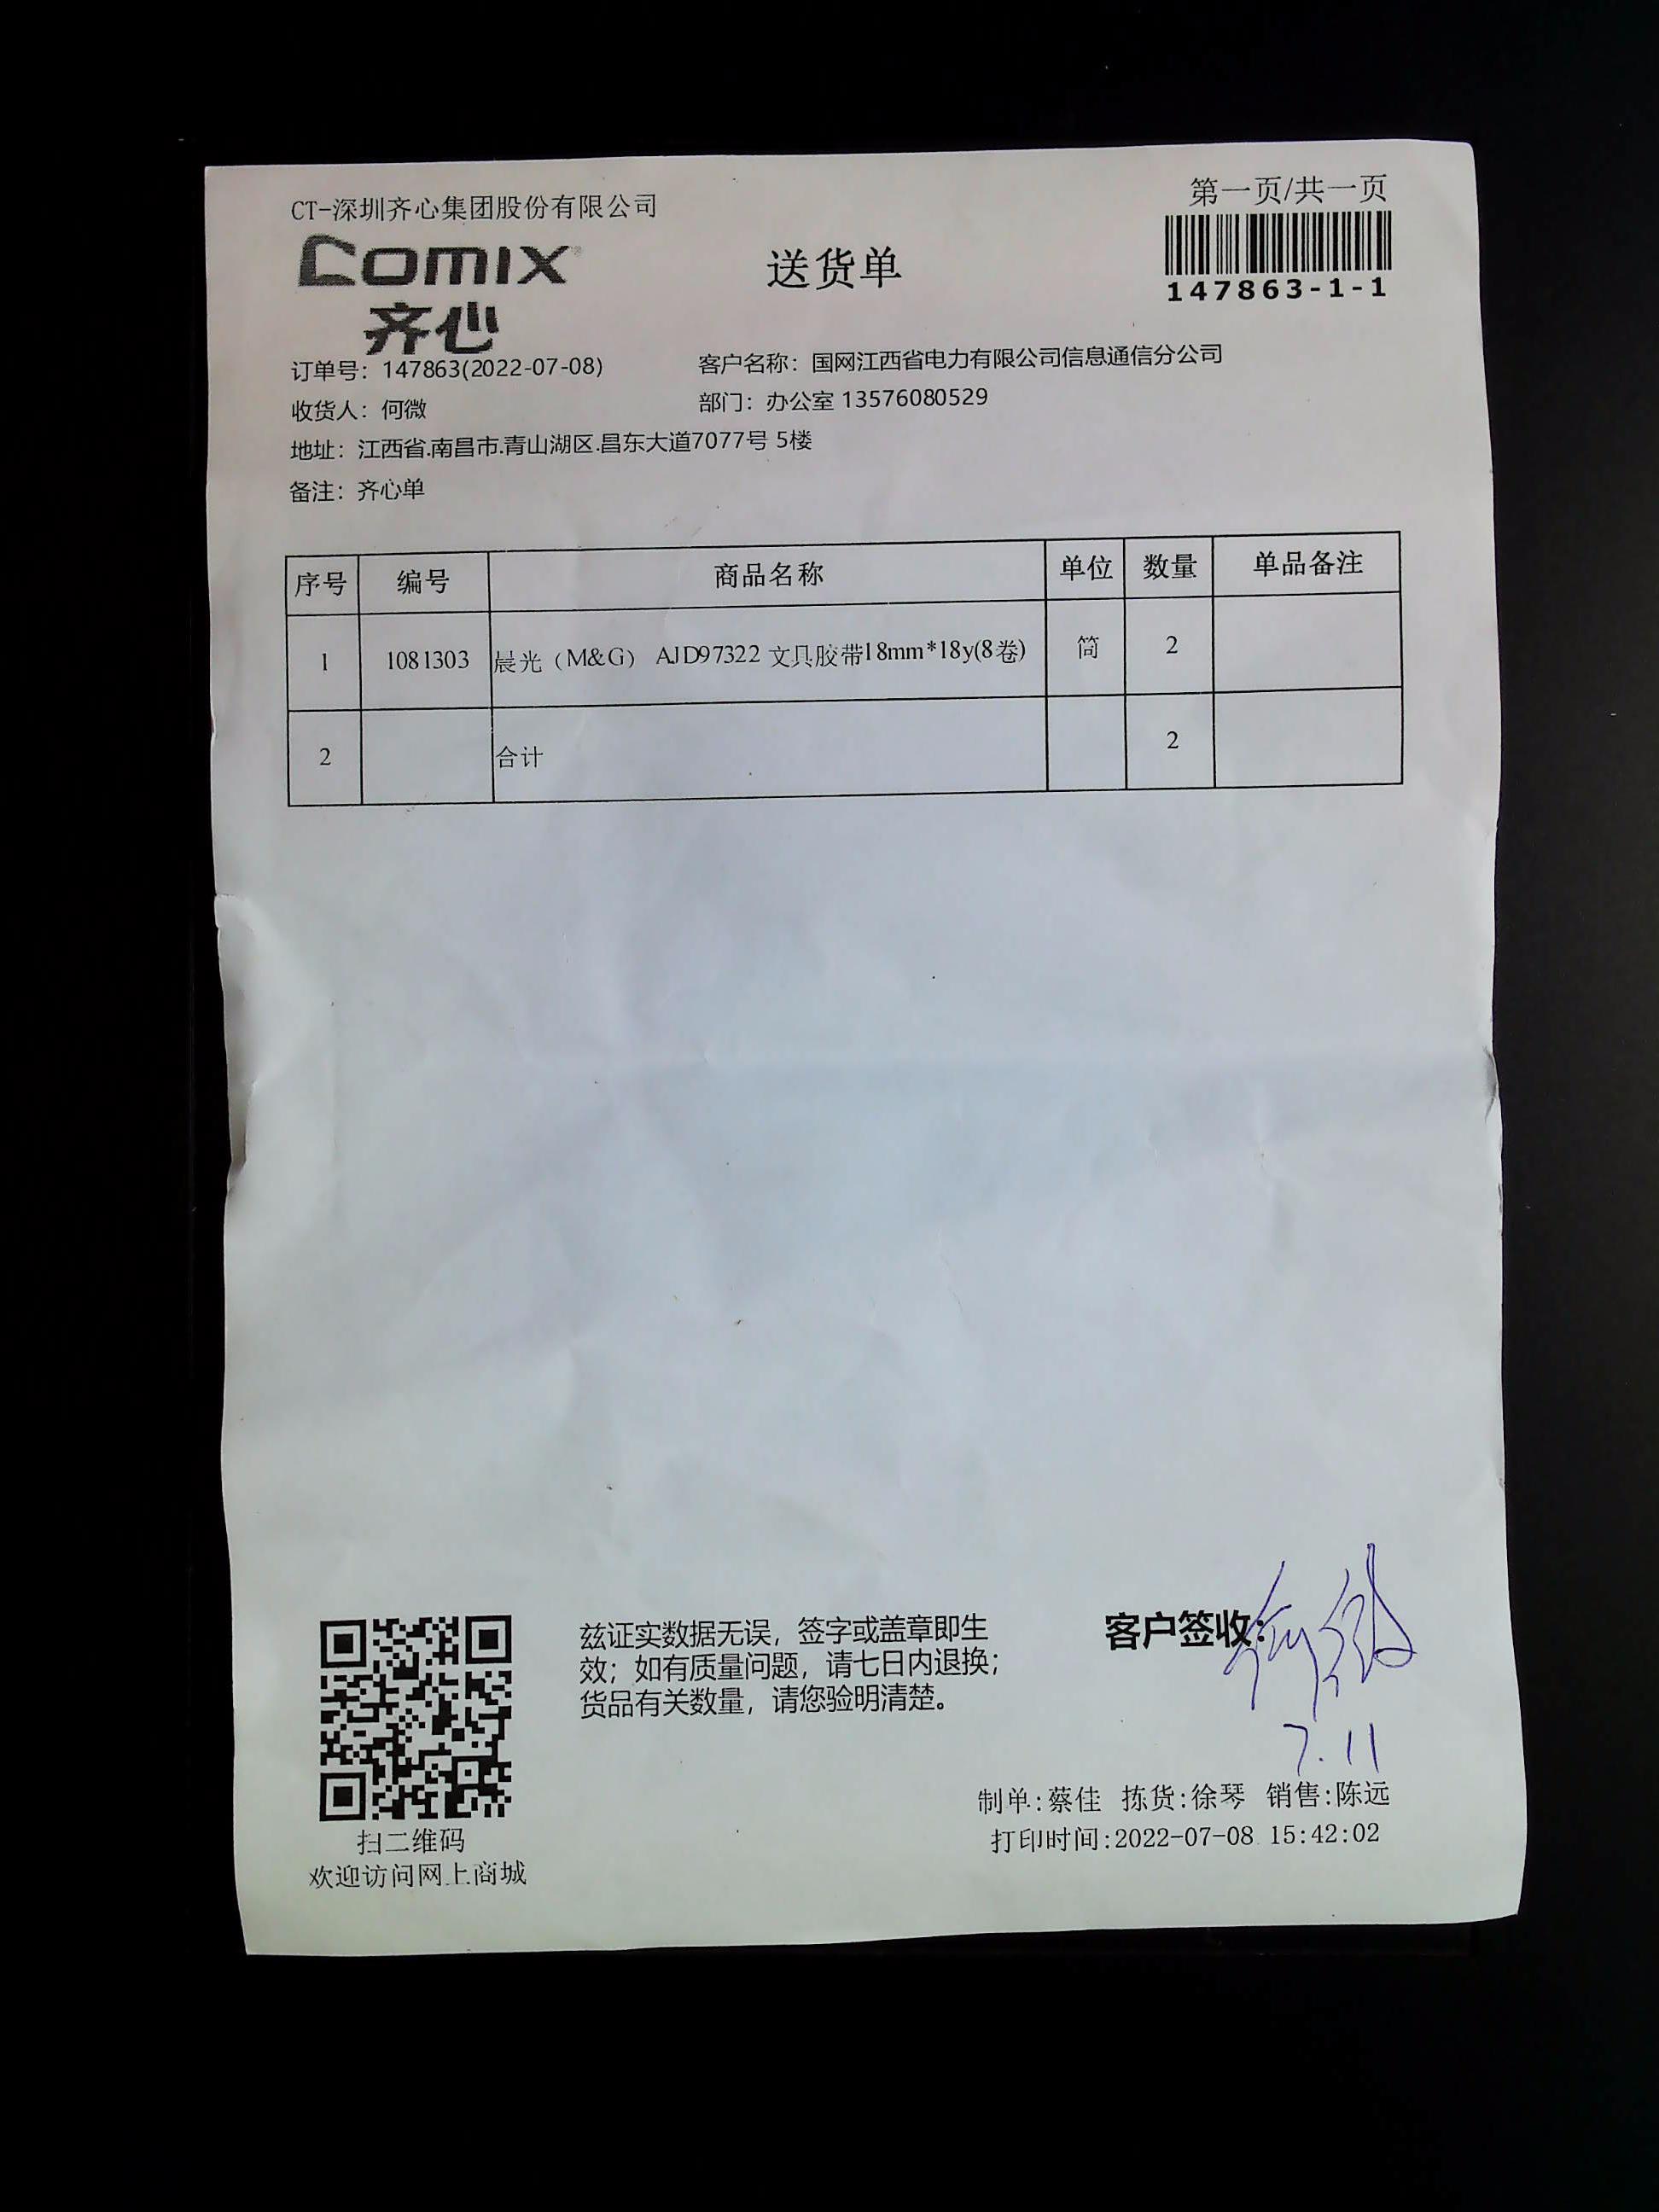 CT-深圳齐心集团股份有限公司
第一页/共一页
comix
齐心
送货单
147863-1-1
订单号：147863(2022-07-08)
客户名称：国网江西省电力有限公司信息通信分公司
收货人：何微
部门：办公室 13576080529
地址：江西省.南昌市.青山湖区.昌东大道7077号 5楼
备注：齐心单
序号 编号 商品名称 单位 数量 单品备注
1 1081303 晨光（M&G） AJD97322 文具胶带18mm*18y(8卷) 筒 2
2 合计 2
兹证实数据无误，签字或盖章即生
效；如有质量问题，请七日内退换；
货品有关数量，请您验明清楚。
客户签收：何微
7.11
制单:蔡佳 拣货:徐琴 销售:陈远
打印时间:2022-07-08 15:42:02
扫二维码
欢迎访问网上商城